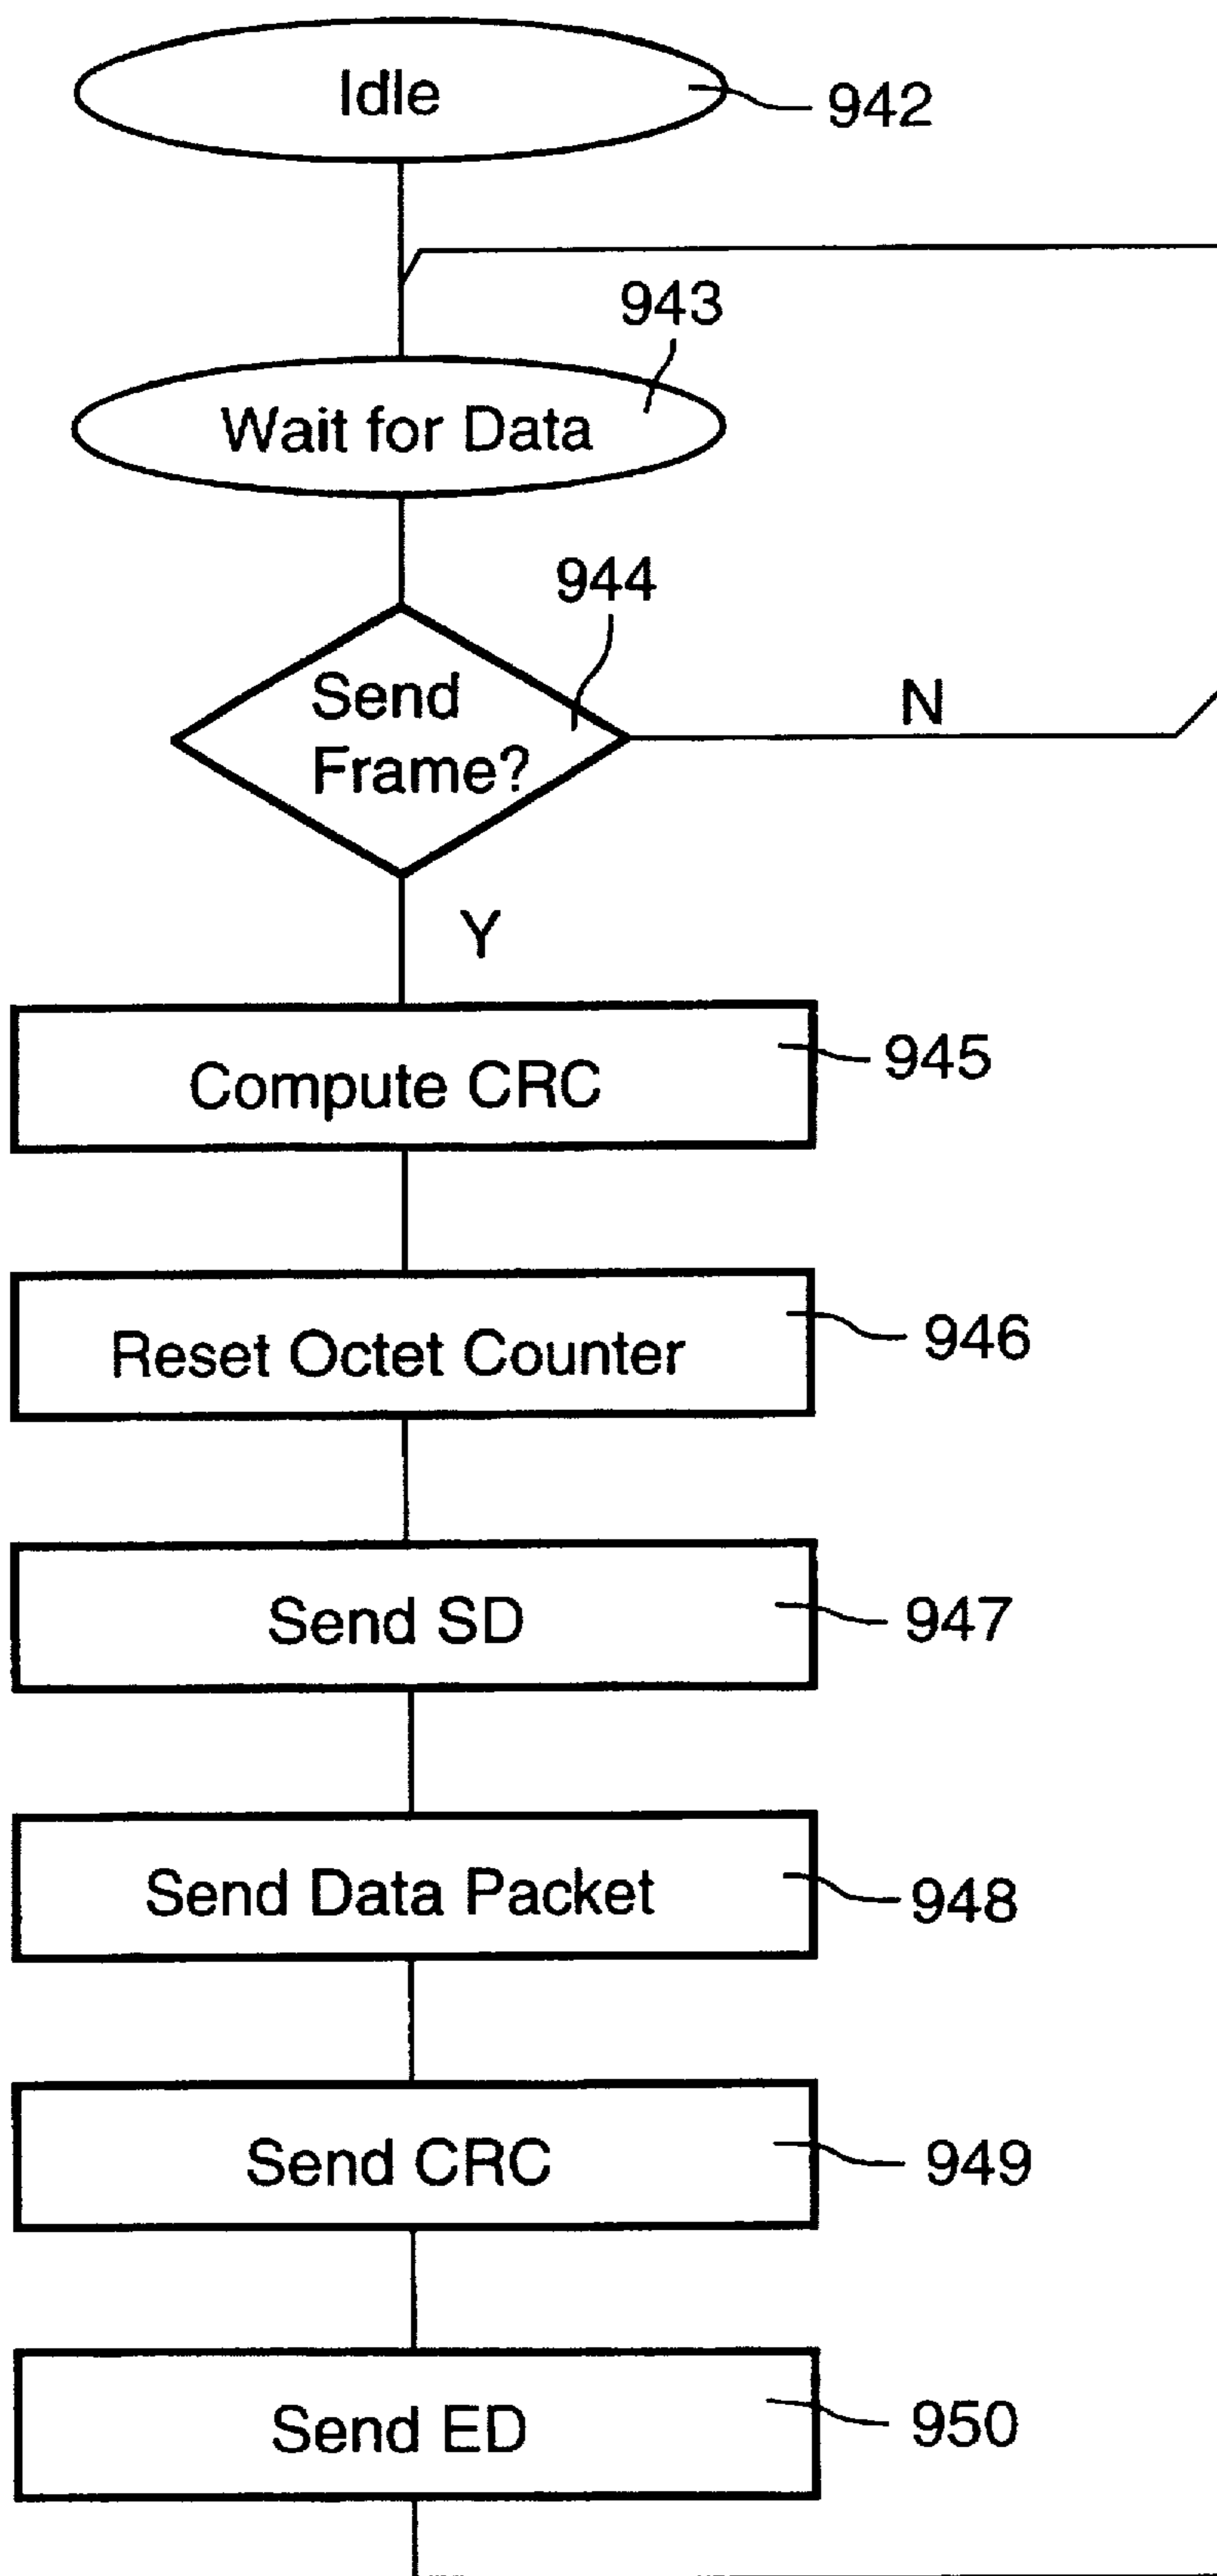 Idle
942
943
Wait for Data
944
Send
Frame?
N
Y
Compute CRC
945
Reset Octet Counter
946
Send SD
947
Send Data Packet
948
Send CRC
949
Send ED
950